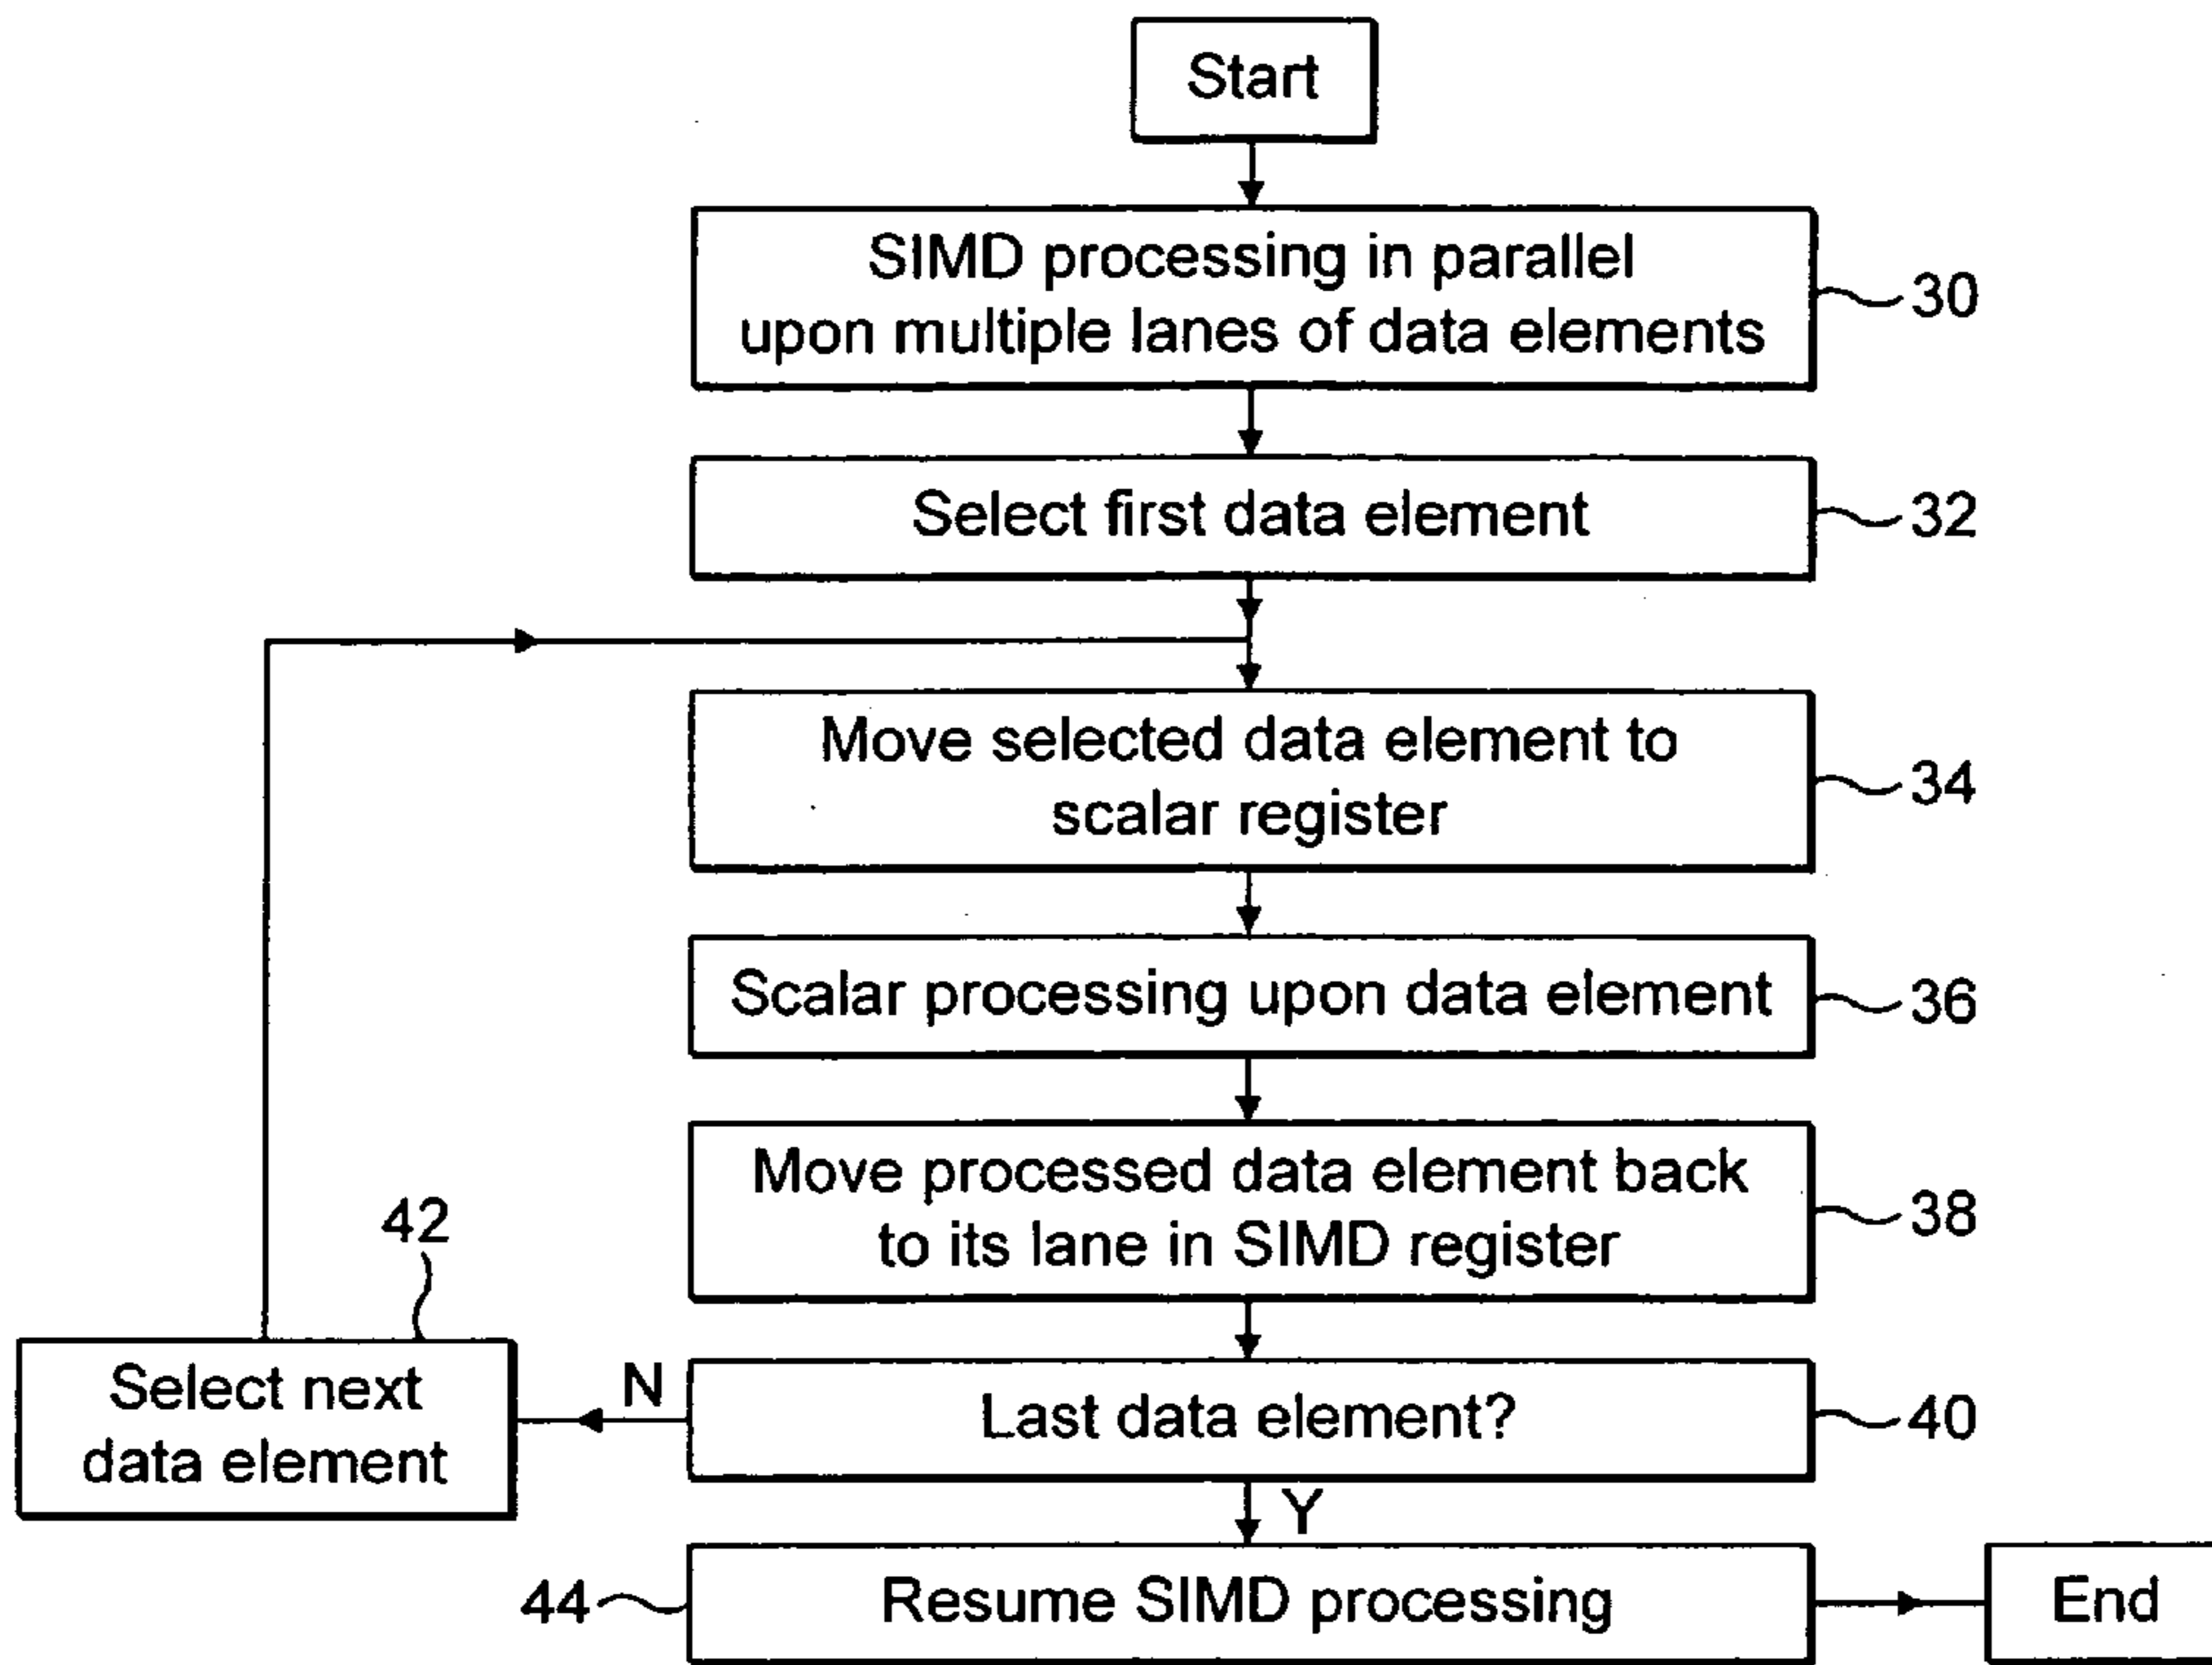 Start
SIMD processing in parallel
upon multiple lanes of data elements
30
Select first data element
32
Move selected data element to
scalar register
34
Scalar processing upon data element
36
Move processed data element back
to its lane in SIMD register
38
42
Select next
data element
N
Last data element?
40
Y
44
Resume SIMD processing
End